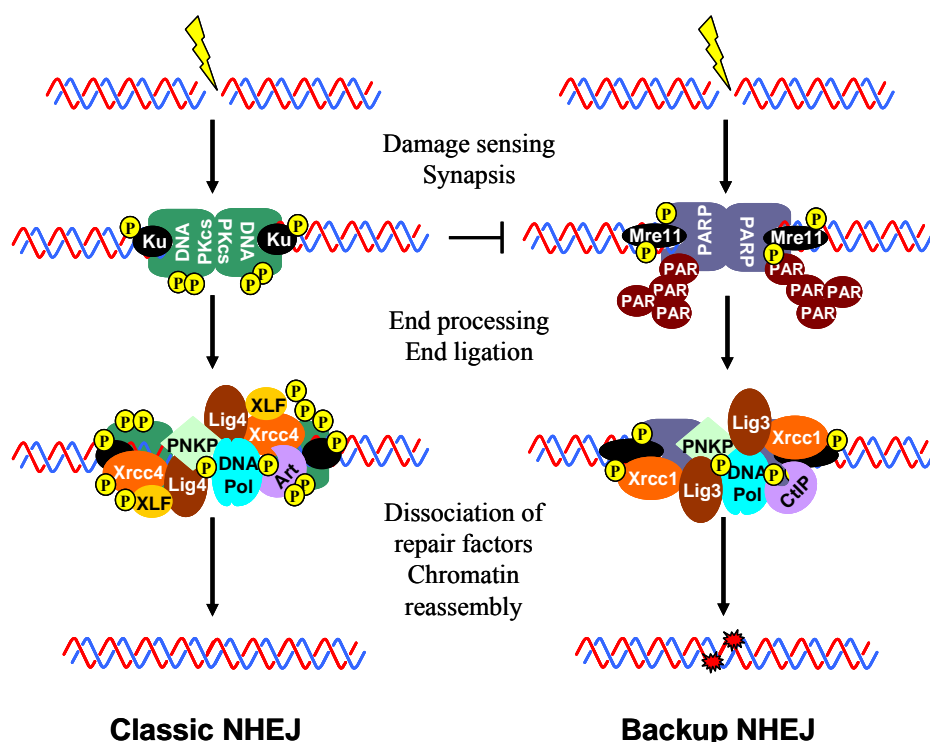 Damage sensing
Synapsis
P
Ku
DNA
PKcs
PKcs
DNA
Ku
P
P
P
P
P
P
Mre11
P
PARP
PARP
P
Mre11
P
PAR
PAR
PAR
PAR
PAR
PAR
PAR
PAR
PAR
End processing
End ligation
P
P
P
PNKP
Lig4
XLF
P
P
P
Xrcc4
P
Xrcc4
P
DNA
Pol
P
Art
P
P
P
P
XLF
Lig4
P
PNKP
Lig3
Xrcc1
P
P
Xrcc1
P
Lig3
DNA
Pol
P
CtIP
Dissociation of
repair factors
Chromatin
reassembly
Classic NHEJ
Backup NHEJ